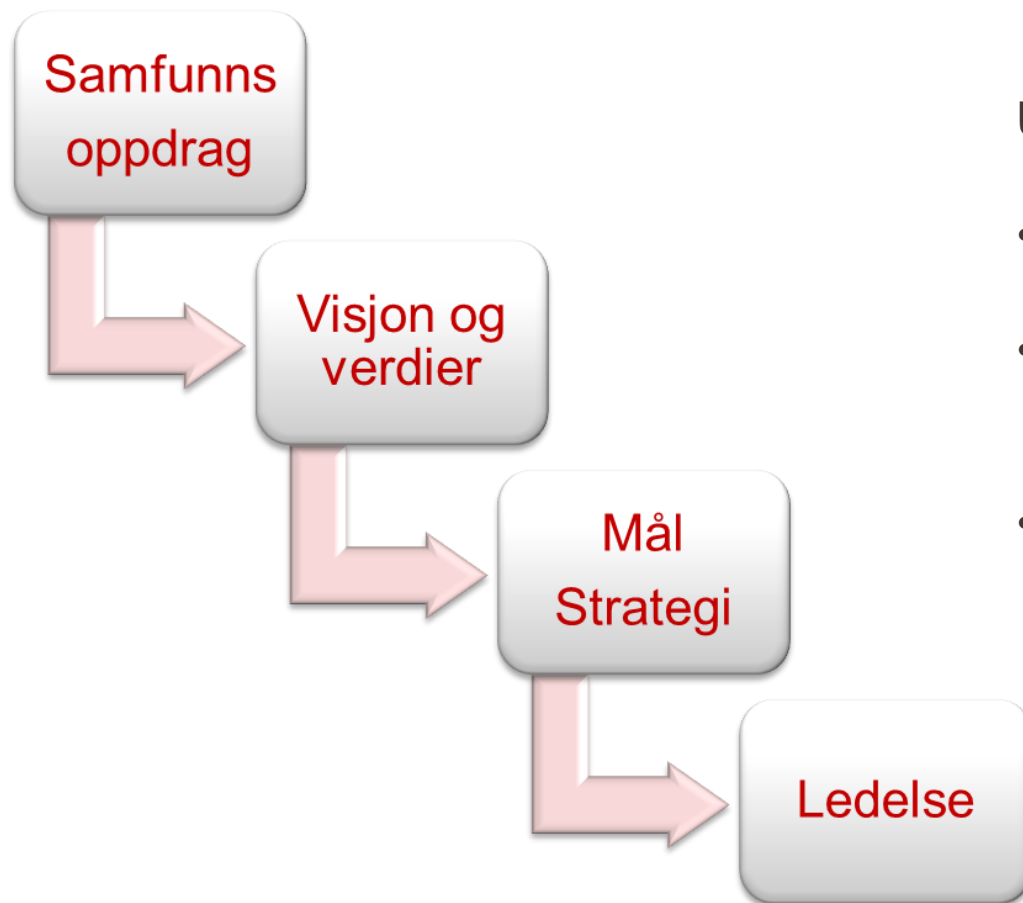 Samfunns
oppdrag
Visjon og
verdier
Mål
Strategi
Ledelse